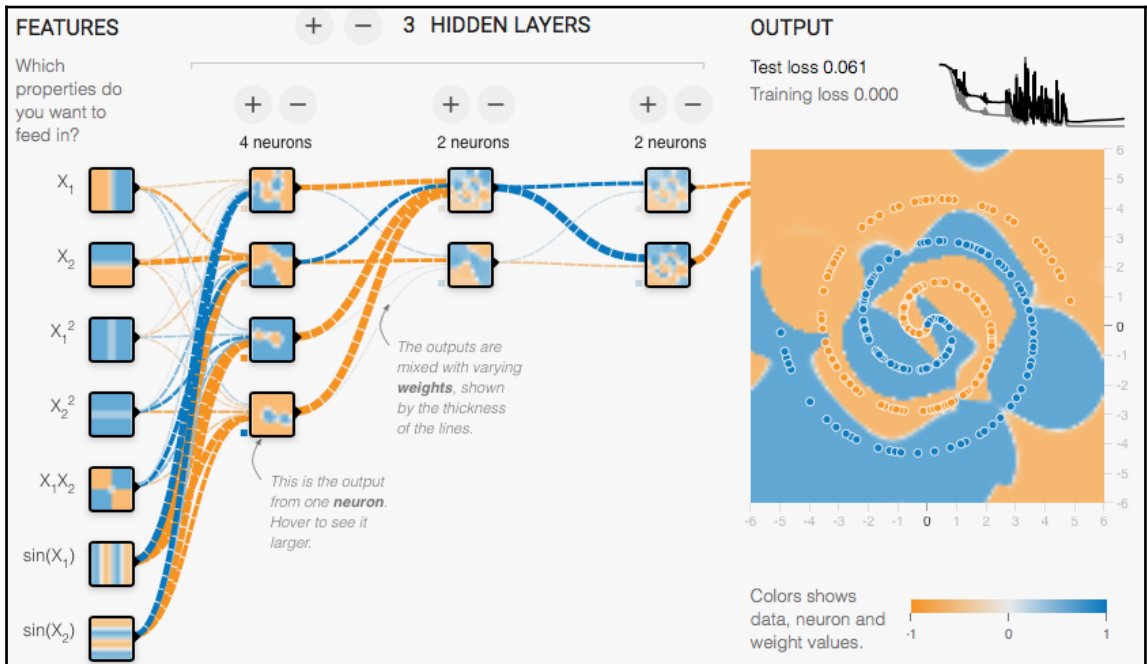 FEATURES
+ − 3 HIDDEN LAYERS
OUTPUT
Which
properties do
you want to
feed in?
Test loss 0.061
Training loss 0.000
+ −
+ −
+ −
4 neurons
2 neurons
2 neurons
X₁
X₂
X₁²
X₂²
X₁X₂
sin(X₁)
sin(X₂)
The outputs are
mixed with varying
weights, shown
by the thickness
of the lines.
This is the output
from one neuron.
Hover to see it
larger.
6
5
4
3
2
1
0
-1
-2
-3
-4
-5
-6
-6 -5 -4 -3 -2 -1 0 1 2 3 4 5 6
Colors shows
data, neuron and
weight values.
-1 0 1